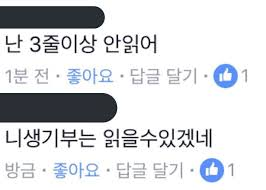 난 3줄이상 안읽어
1분 전 · 좋아요 · 답글 달기 · 1
니생기부는 읽을수있겠네
방금 · 좋아요 · 답글 달기 · 1